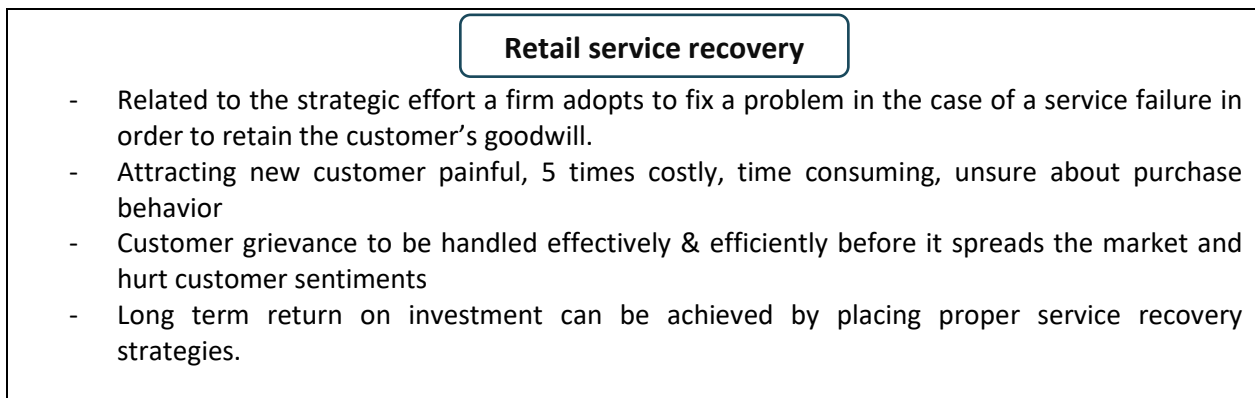 Retail service recovery
- Related to the strategic effort a firm adopts to fix a problem in the case of a service failure in
order to retain the customer’s goodwill.
- Attracting new customer painful, 5 times costly, time consuming, unsure about purchase
behavior
- Customer grievance to be handled effectively & efficiently before it spreads the market and
hurt customer sentiments
- Long term return on investment can be achieved by placing proper service recovery
strategies.